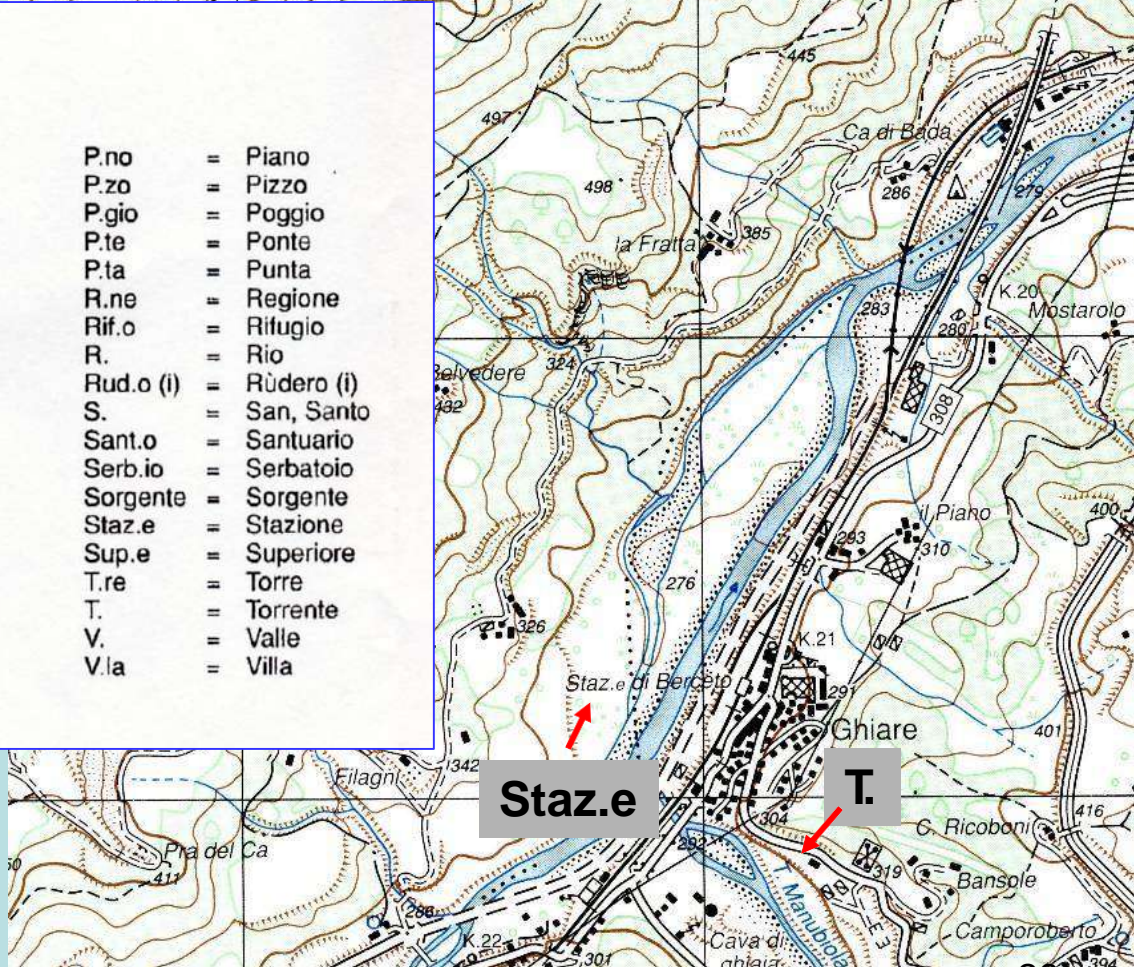 P.no = Piano
P.zo = Pizzo
P.gio = Poggio
P.te = Ponte
P.ta = Punta
R.ne = Regione
Rif.o = Rifugio
R. = Rio
Rud.o (i) = Rùdero (i)
S. = San, Santo
Sant.o = Santuario
Serb.io = Serbatoio
Sorgente = Sorgente
Staz.e = Stazione
Sup.e = Superiore
T.re = Torre
T. = Torrente
V. = Valle
V.la = Villa
445
497
Ca di Bada
498
286
279
la Fratta
385
K.20
283
Mostarolo
280
324
Belvedere
432
308
il Piano
400
293
310
276
326
K.21
Staz.e di Berceto
291
Ghiare
401
342
Filagni
Staz.e
T.
304
416
C. Ricoboni
292
Pra del Ca
411
319
Bansole
T. Manubiola
286
Camporoberto
K.22
Cava di
ghiaia
301
394